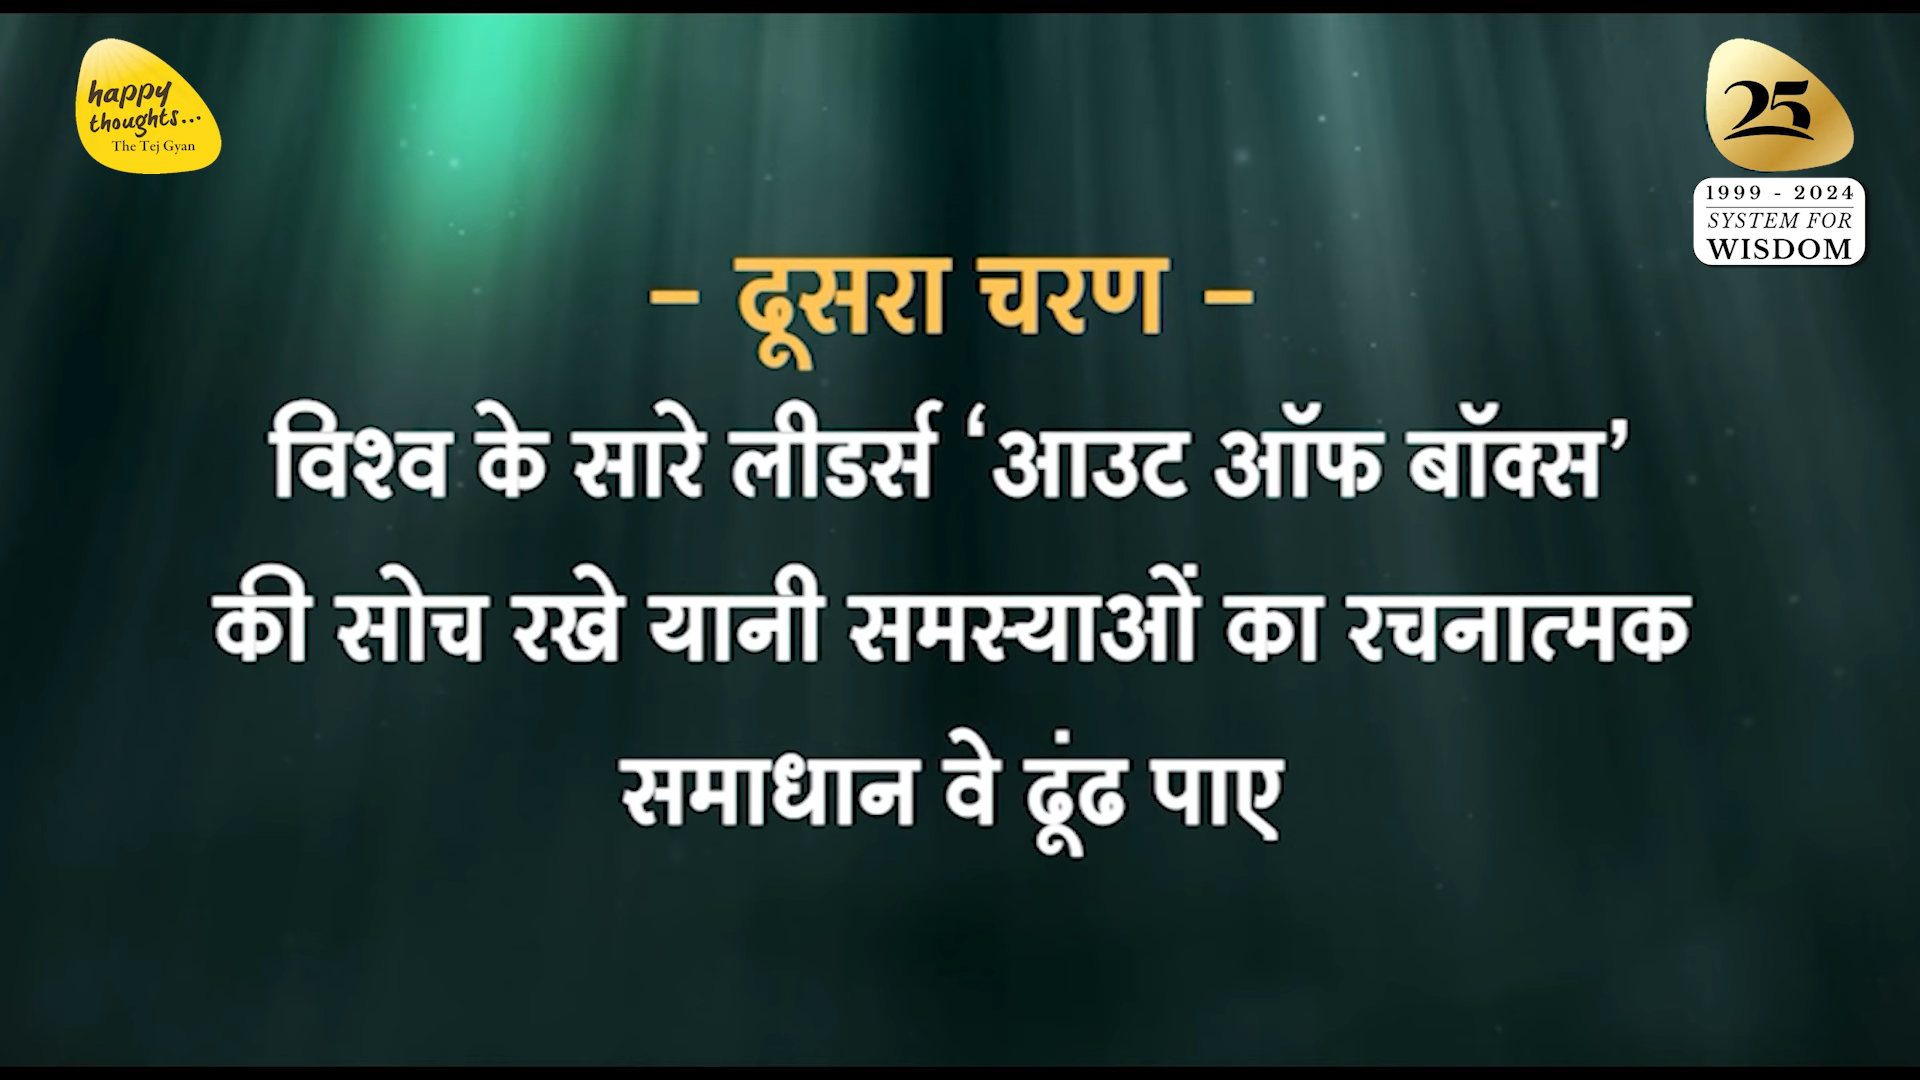 happy
thoughts...
The Tej Gyan
25
1999 - 2024
SYSTEM FOR
WISDOM
– दूसरा चरण –
विश्व के सारे लीडर्स ‘आउट ऑफ बॉक्स’
की सोच रखे यानी समस्याओं का रचनात्मक
समाधान वे ढूंढ पाए